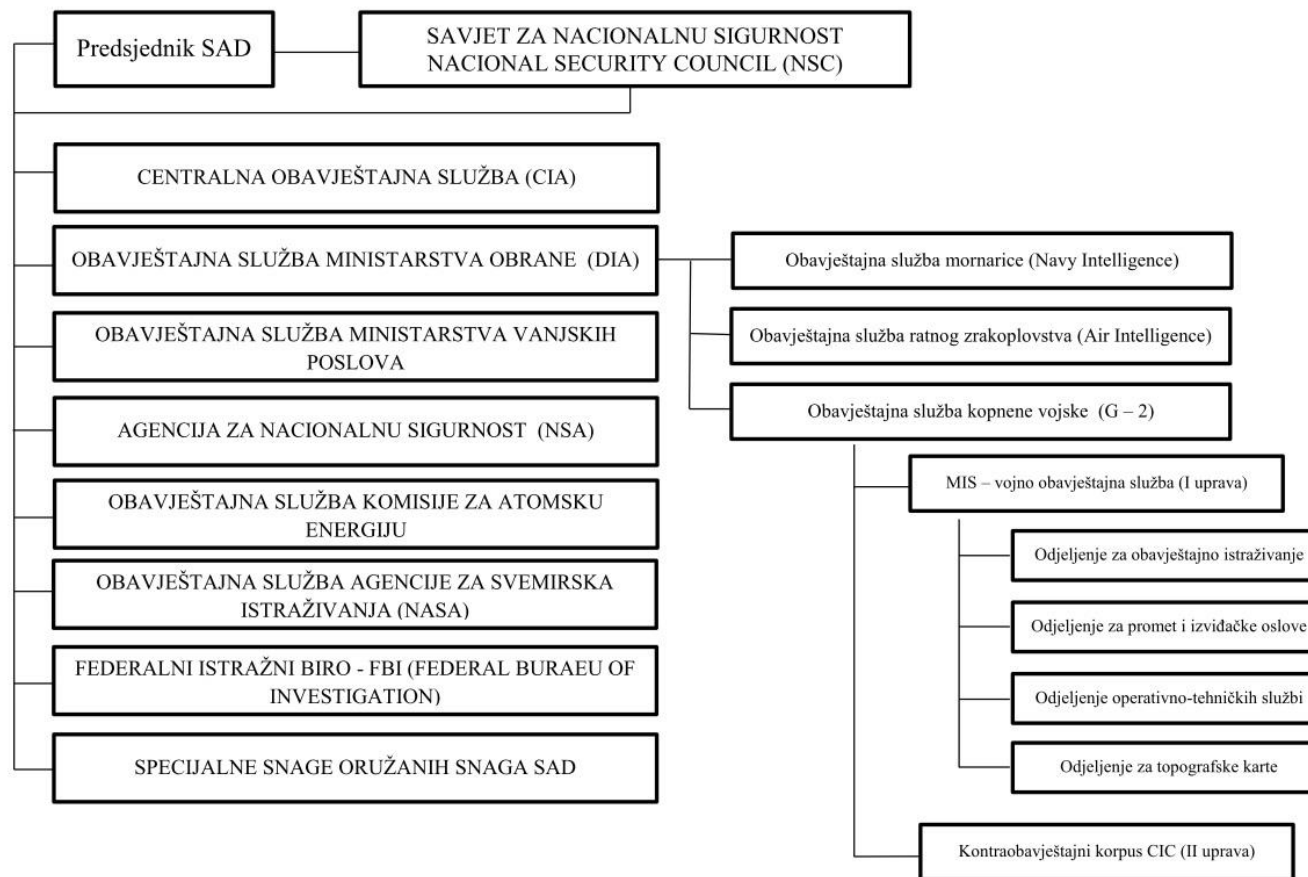 Predsjednik SAD
SAVJET ZA NACIONALNU SIGURNOST
NACIONAL SECURITY COUNCIL (NSC)
CENTRALNA OBAVJEŠTAJNA SLUŽBA (CIA)
OBAVJEŠTAJNA SLUŽBA MINISTARSTVA OBRANE (DIA)
OBAVJEŠTAJNA SLUŽBA MINISTARSTVA VANJSKIH
POSLOVA
AGENCIJA ZA NACIONALNU SIGURNOST (NSA)
OBAVJEŠTAJNA SLUŽBA KOMISIJE ZA ATOMSKU
ENERGIJU
OBAVJEŠTAJNA SLUŽBA AGENCIJE ZA SVEMIRSKA
ISTRAŽIVANJA (NASA)
FEDERALNI ISTRAŽNI BIRO - FBI (FEDERAL BURAEU OF
INVESTIGATION)
SPECIJALNE SNAGE ORUŽANIH SNAGA SAD
Obavještajna služba mornarice (Navy Intelligence)
Obavještajna služba ratnog zrakoplovstva (Air Intelligence)
Obavještajna služba kopnene vojske (G – 2)
MIS – vojno obavještajna služba (I uprava)
Odjeljenje za obavještajno istraživanje
Odjeljenje za promet i izviđačke oslove
Odjeljenje operativno-tehničkih službi
Odjeljenje za topografske karte
Kontraobavještajni korpus CIC (II uprava)